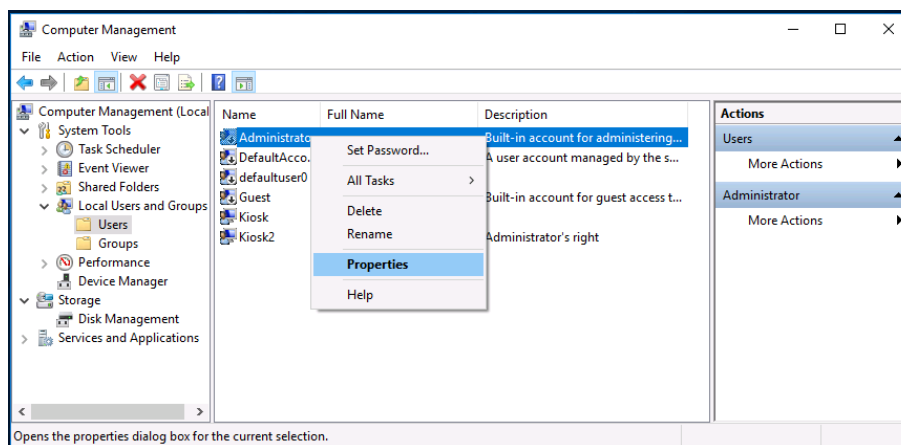 Computer Management
File Action View Help
Computer Management (Local
System Tools
Task Scheduler
Event Viewer
Shared Folders
Local Users and Groups
Users
Groups
Performance
Device Manager
Storage
Disk Management
Services and Applications
Name Full Name Description
Administrato Built-in account for administering...
DefaultAcco. A user account managed by the s...
defaultuser0
Guest Built-in account for guest access t...
Kiosk
Kiosk2 Administrator's right
Set Password...
All Tasks
Delete
Rename
Properties
Help
Actions
Users
More Actions
Administrator
More Actions
Opens the properties dialog box for the current selection.